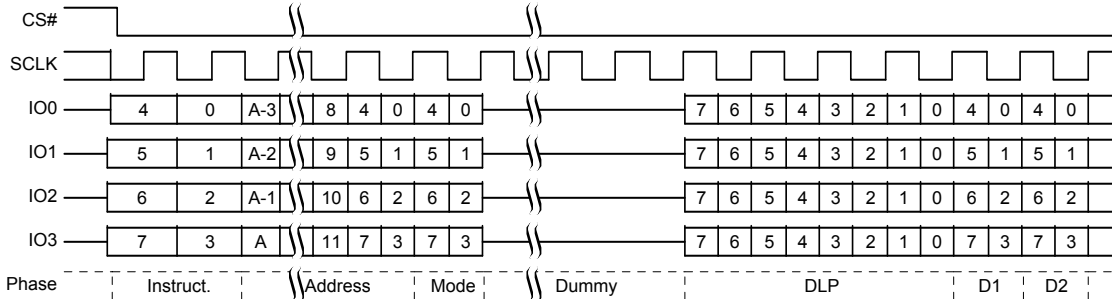 CS#
SCLK
IO0 4 0 A-3 8 4 0 4 0 7 6 5 4 3 2 1 0 4 0 4 0
IO1 5 1 A-2 9 5 1 5 1 7 6 5 4 3 2 1 0 5 1 5 1
IO2 6 2 A-1 10 6 2 6 2 7 6 5 4 3 2 1 0 6 2 6 2
IO3 7 3 A 11 7 3 7 3 7 6 5 4 3 2 1 0 7 3 7 3
Phase Instruct. Address Mode Dummy DLP D1 D2